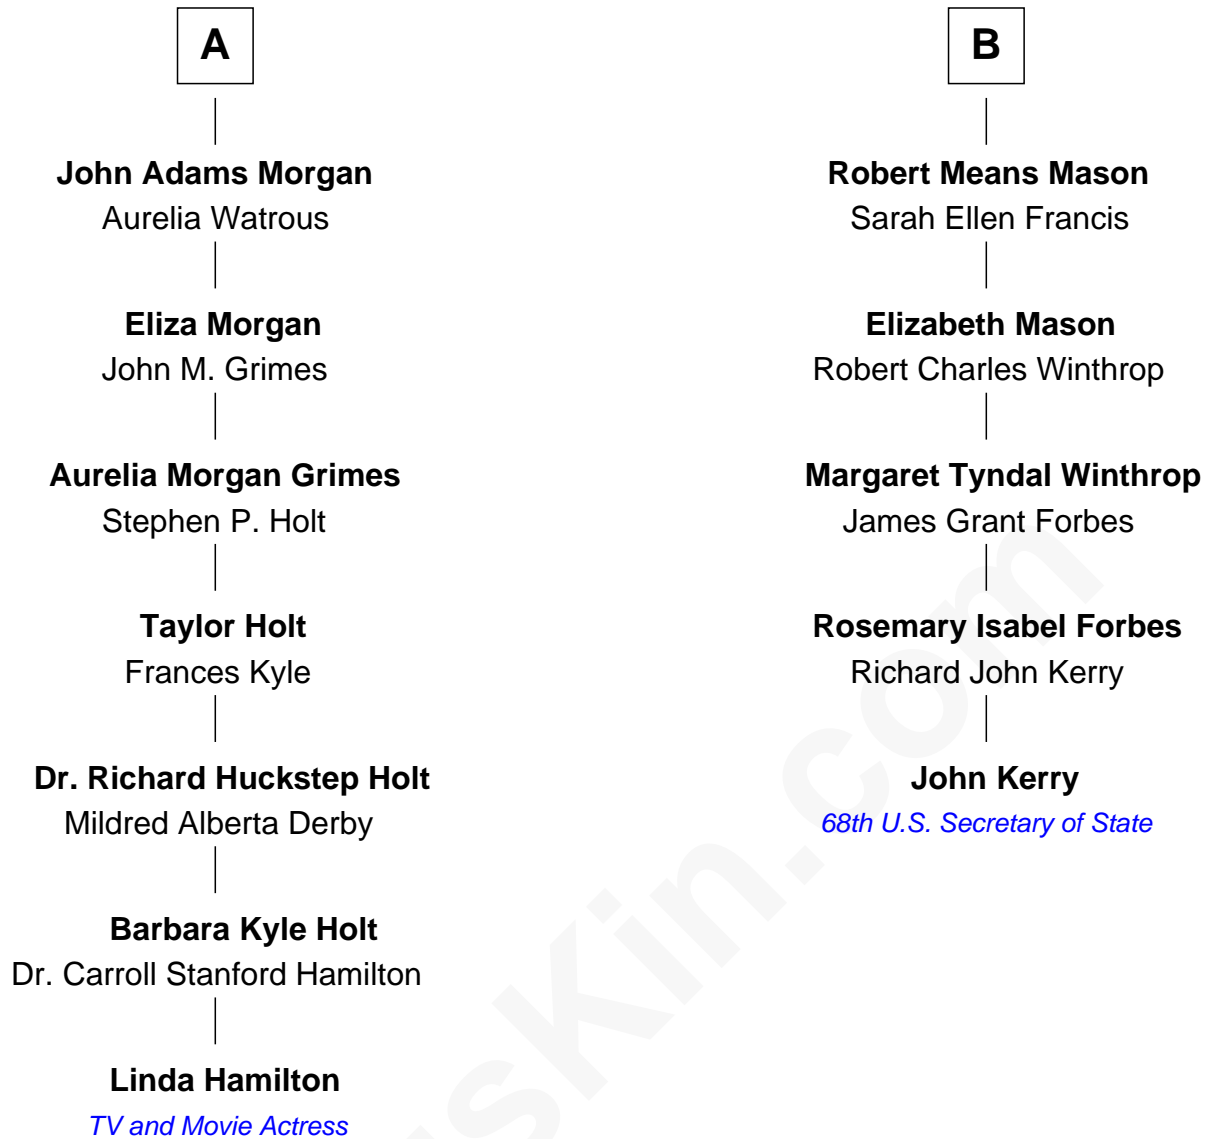 A
John Adams Morgan
Aurelia Watrous
Eliza Morgan
John M. Grimes
Aurelia Morgan Grimes
Stephen P. Holt
Taylor Holt
Frances Kyle
Dr. Richard Huckstep Holt
Mildred Alberta Derby
Barbara Kyle Holt
Dr. Carroll Stanford Hamilton
Linda Hamilton
TV and Movie Actress
B
Robert Means Mason
Sarah Ellen Francis
Elizabeth Mason
Robert Charles Winthrop
Margaret Tyndal Winthrop
James Grant Forbes
Rosemary Isabel Forbes
Richard John Kerry
John Kerry
68th U.S. Secretary of State
sKin.com